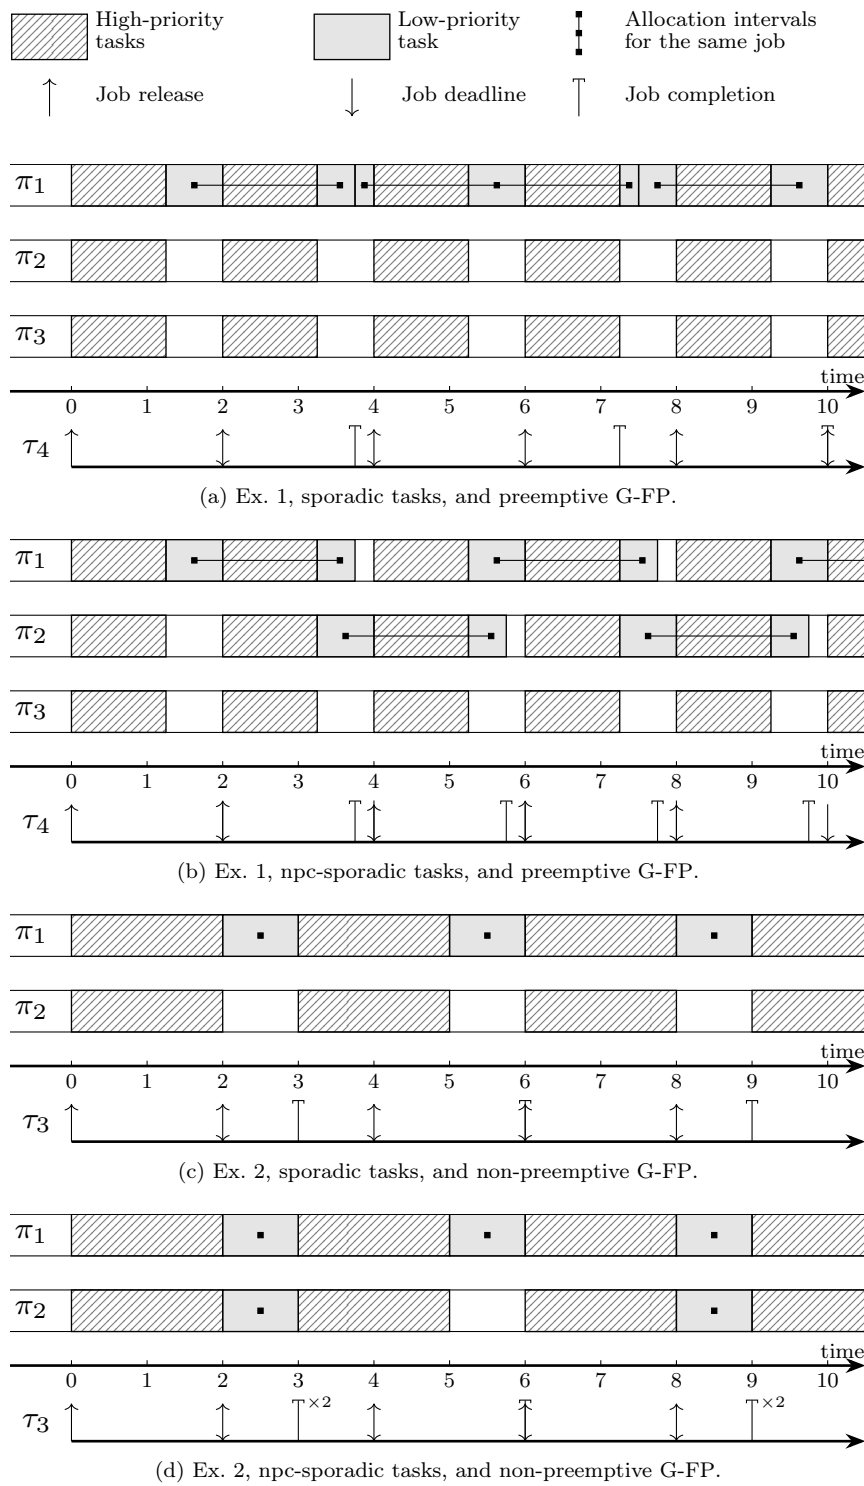 High-priority tasks
Low-priority task
Allocation intervals for the same job
Job release
Job deadline
Job completion
π1
π2
π3
time
0 1 2 3 4 5 6 7 8 9 10
τ4
(a) Ex. 1, sporadic tasks, and preemptive G-FP.
π1
π2
π3
time
0 1 2 3 4 5 6 7 8 9 10
τ4
(b) Ex. 1, npc-sporadic tasks, and preemptive G-FP.
π1
π2
time
0 1 2 3 4 5 6 7 8 9 10
τ3
(c) Ex. 2, sporadic tasks, and non-preemptive G-FP.
π1
π2
time
0 1 2 3 4 5 6 7 8 9 10
×2 ×2
τ3
(d) Ex. 2, npc-sporadic tasks, and non-preemptive G-FP.